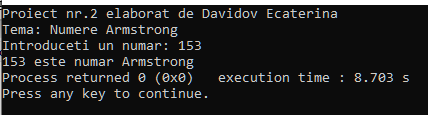 Proiect nr.2 elaborat de Davidov Ecaterina
Tema: Numere Armstrong
Introduceti un numar: 153
153 este numar Armstrong
Process returned 0 (0x0)   execution time : 8.703 s
Press any key to continue.